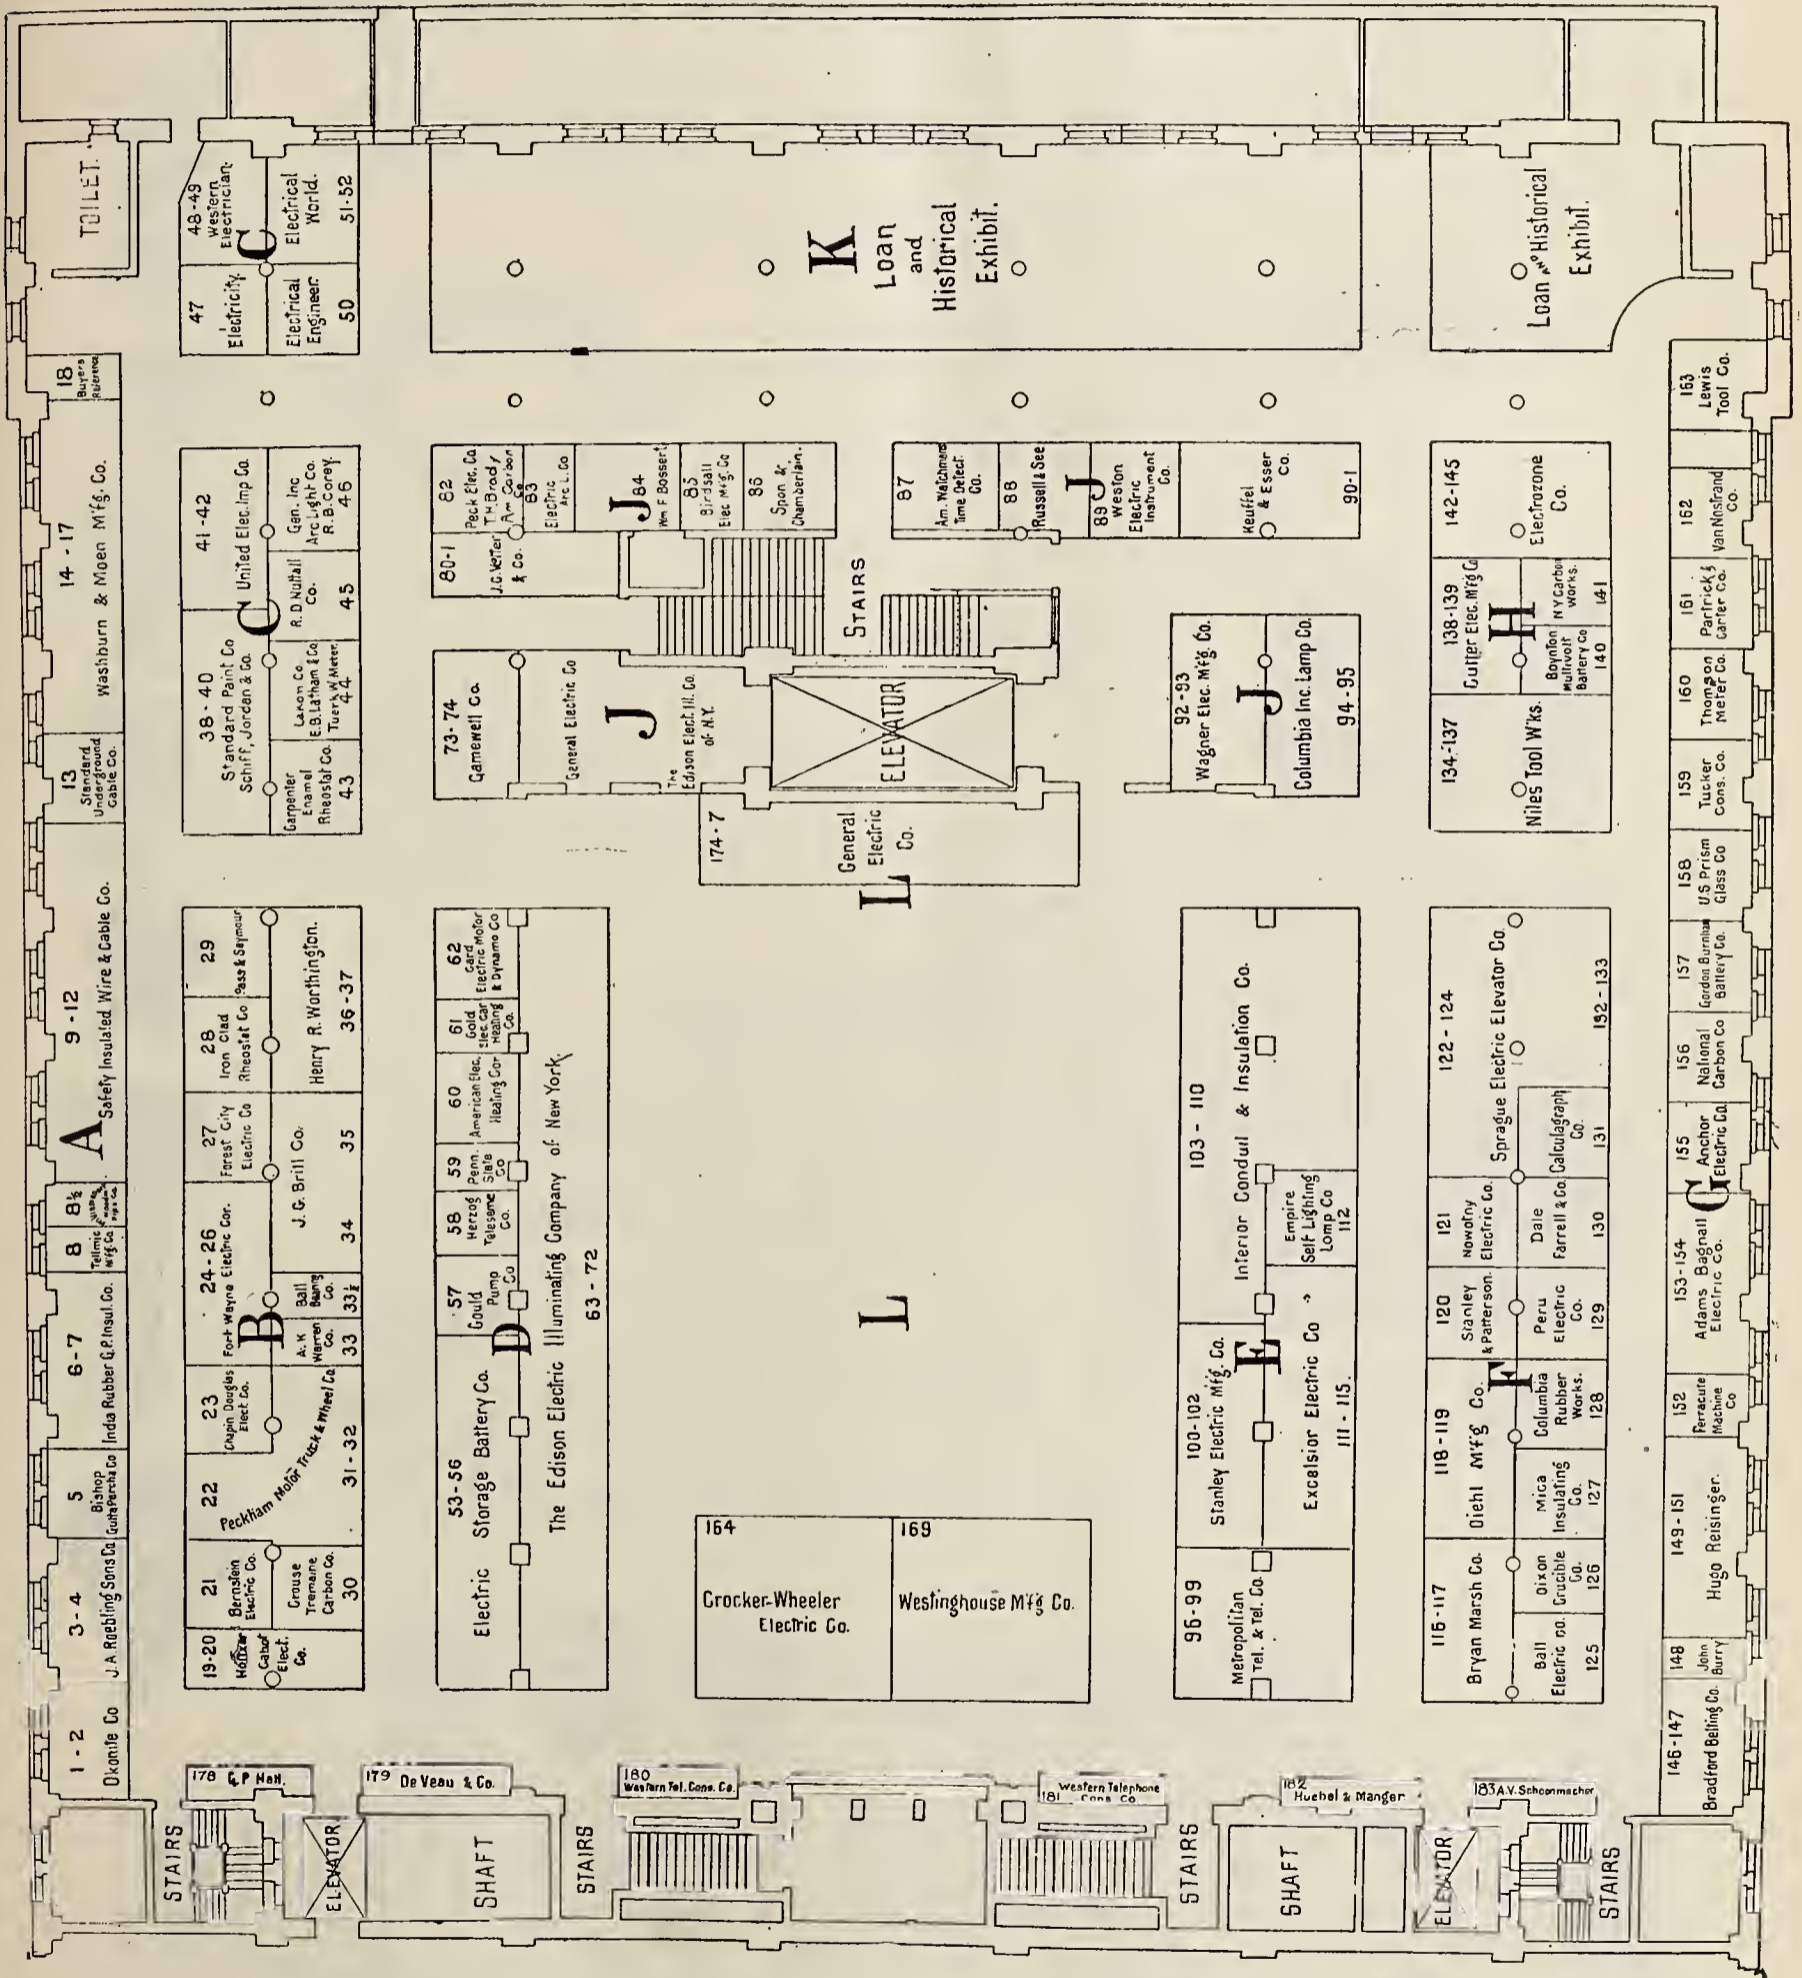 TOILET.
48-49
Western
Electrician.
C
Electrical
World.
51-52
47
Electricity.
Electrical
Engineer.
50
K
Loan
and
Historical
Exhibit.
Loan AND Historical
Exhibit.
18
Buyers
Reference
14-17
Washburn & Moen M'f'g. Co.
13
Standard
Underground
Cable Co.
9-12
A
Safety Insulated Wire & Cable Co.
8½
8
M'f'g. Co.
6-7
India Rubber G.P. Insul. Co.
5
Bishop
Gutta Percha Co
3-4
J. A. Roebling Sons Co
1-2
Okonite Co
41-42
United Elec. Imp Co.
C
Gen. Inc
Arc Light Co.
R. B. Corey.
46
R. D. Nuttall
Co.
45
38-40
Standard Paint Co
Schiff, Jordan & Co.
E. B. Latham & Co.
Tuerk W Meter.
44
Carpenter
Enamel
Rheostat Co.
43
82
Peck Elec. Co.
T. H. Brady
Am Carbon
Co
83
Electric
Arc L. Co
J
84
Wm F Bossert
85
Birdsall
Elec M'f'g. Co
86
Spon &
Chamberlain.
80-1
& Co.
87
Am. Watchmens
Time Detect.
Co.
88
Russell & See
J
89
Weston
Electric
Instrument
Co.
Keuffel
& Esser
Co.
90-1
STAIRS
73-74
Gamewell Co.
General Electric Co
J
The
Edison Elect. Ill. Co.
of N.Y.
ELEVATOR
174-7
General
Electric
Co.
L
92-93
Wagner Elec. M'f'g. Co.
J
Columbia Inc. Lamp Co.
94-95
142-145
Electrozone
Co.
138-139
Cutter Elec. M'f'g Co
H
N Y Carbon
Works.
141
Boynton
Multivolt
Battery Co
140
134-137
Niles Tool W'ks.
163
Lewis
Tool Co.
162
Van Nostrand
Co.
161
Partrick &
Carter Co.
160
Thomson
Meter Co.
159
Tucker
Cons. Co.
158
U.S Prism
Glass Co
157
Gordon Burnham
Battery Co.
156
National
Carbon Co
155
Anchor
Electric Co.
G
153-154
Adams Bagnall
Electric Co.
152
Ferracute
Machine
Co
149-151
Hugo Reisinger.
148
John
Burry
146-147
Bradford Belting Co.
29
Pass & Seymour
28
Iron Clad
Rheostat Co
Henry R. Worthington.
36-37
27
Forest City
Electric Co
J. G. Brill Co.
35
34
24-26
Fort Wayne Electric Cor.
B
Ball
Bearing
Co.
33½
A. K
Warren
Co.
33
23
Chapin Douglas
Elect. Co.
22
Peckham Motor Truck & Wheel Co
31-32
21
Bernstein
Electric Co.
Crouse
Tremaine
Carbon Co.
30
19-20
Cabot
Elect.
Co.
62
Card
Electric Motor
& Dynamo Co
61
Gold
Elec. Car
Heating
Co.
60
American Elec.
Heating Cor
59
Penn.
Slate
Co
58
Herzog
Teleseme
Co.
57
Gould
Pump
Co
D
53-56
Electric Storage Battery Co.
The Edison Electric Illuminating Company of New York.
63-72
L
164
Crocker-Wheeler
Electric Co.
169
Westinghouse M'f'g Co.
103-110
Interior Conduit & Insulation Co.
Empire
Self Lighting
Lamp Co
112
100-102
Stanley Electric M'f'g. Co.
E
Excelsior Electric Co
111-115.
96-99
Metropolitan
Tel. & Tel. Co.
122-124
Sprague Electric Elevator Co.
132-133
Calculagraph
Co.
131
121
Nowotny
Electric Co.
Dale
Farrell & Co.
130
120
Stanley
& Patterson.
Peru
Electric
Co.
129
118-119
Diehl M'f'g Co.
F
Columbia
Rubber
Works.
128
Mica
Insulating
Co.
127
116-117
Bryan Marsh Co.
Dixon
Crucible
Co.
126
Ball
Electric Co.
125
178 G. P Hall.
179 De Veau & Co.
180
Western Tel. Cons. Co.
Western Telephone
181 Cons Co
182
Huebel & Manger
183 A. V. Schoonmacher
STAIRS
ELEVATOR
SHAFT
STAIRS
STAIRS
SHAFT
ELEVATOR
STAIRS